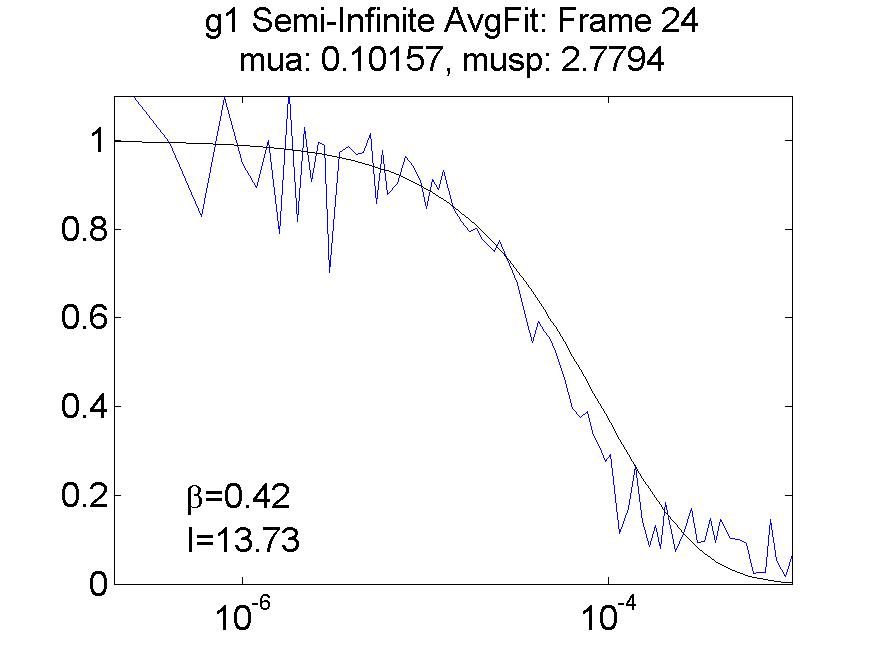 g1 Semi-Infinite AvgFit: Frame 24
mua: 0.10157, musp: 2.7794
1
0.8
0.6
0.4
0.2
0
β=0.42
I=13.73
10^-6
10^-4